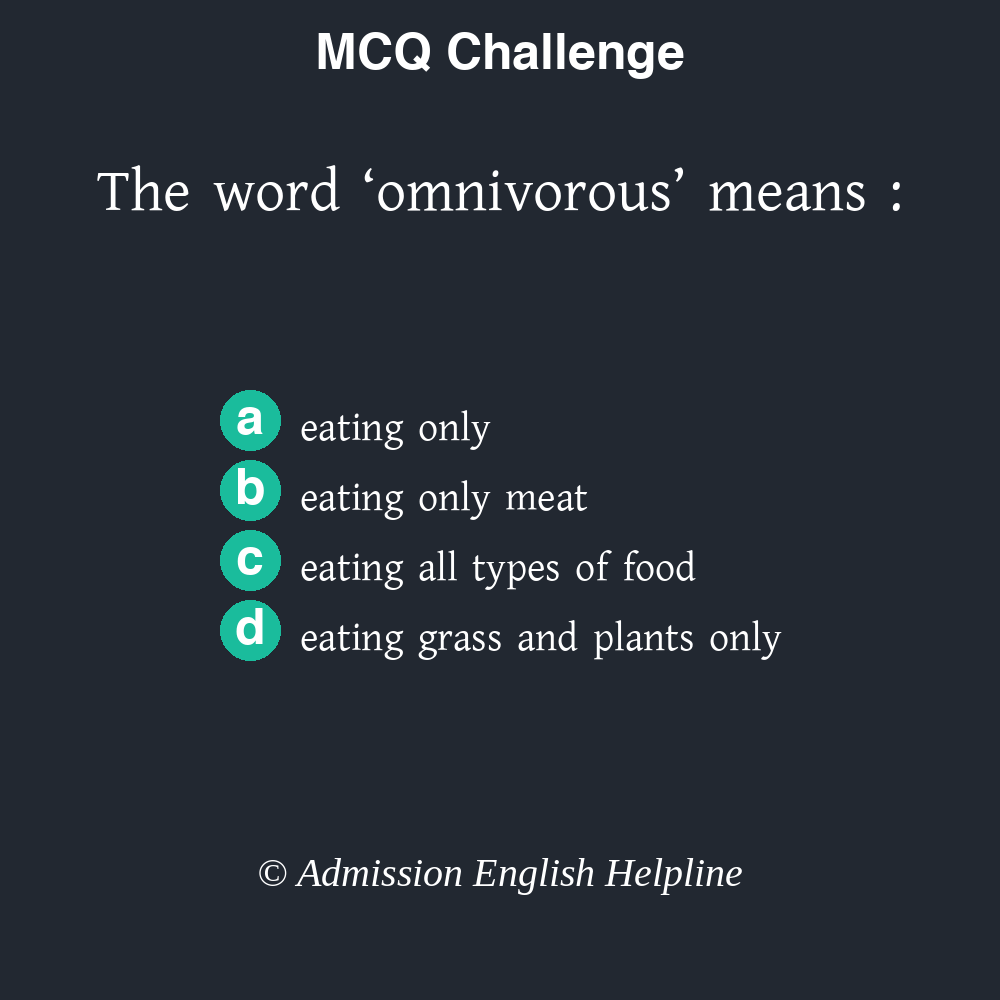 MCQ Challenge
The word ‘omnivorous’ means :
a eating only
b eating only meat
c eating all types of food
d eating grass and plants only
© Admission English Helpline